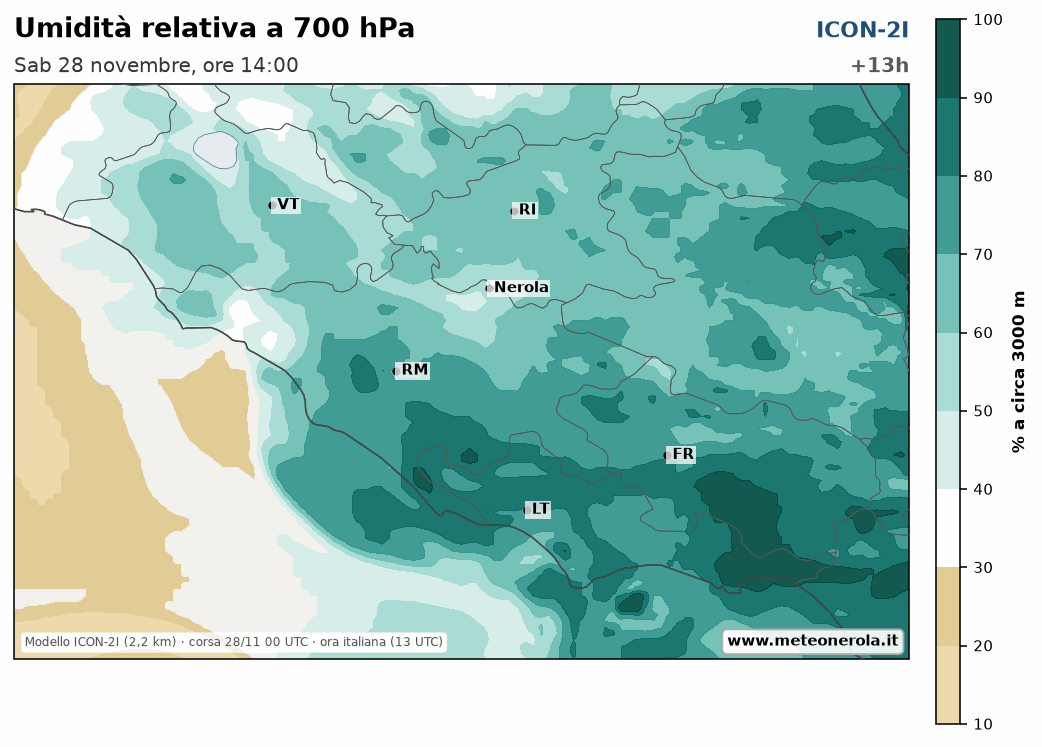 Umidità relativa a 700 hPa
ICON-2I
Sab 28 novembre, ore 14:00
+13h
VT
RI
Nerola
RM
FR
LT
Modello ICON-2I (2,2 km) · corsa 28/11 00 UTC · ora italiana (13 UTC)
www.meteonerola.it
100
90
80
70
60
50
40
30
20
10
% a circa 3000 m